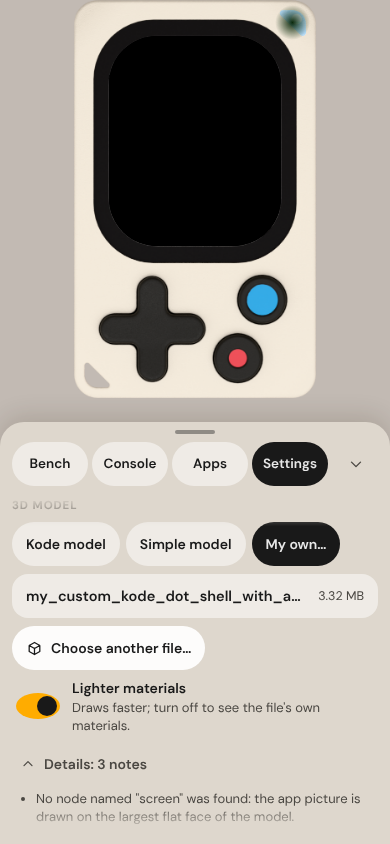 Bench Console Apps Settings
3D MODEL
Kode model Simple model My own...
my_custom_kode_dot_shell_with_a... 3.32 MB
Choose another file...
Lighter materials
Draws faster; turn off to see the file's own
materials.
Details: 3 notes
• No node named "screen" was found: the app picture is
drawn on the largest flat face of the model.